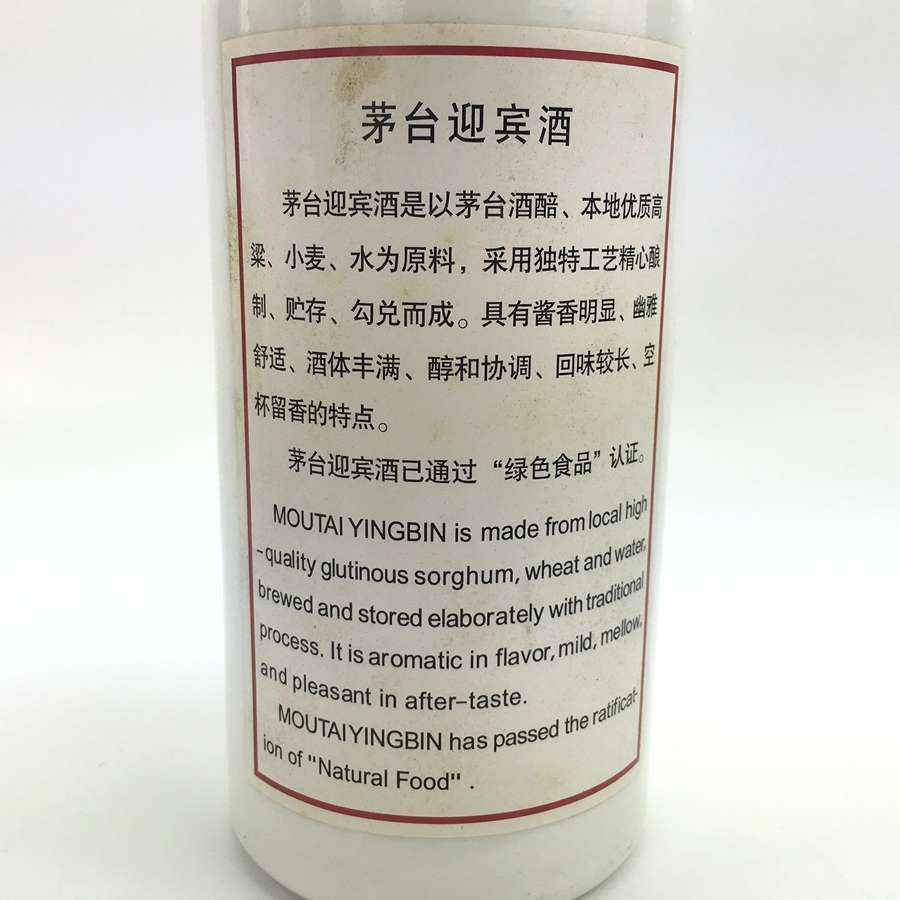 茅台迎宾酒
茅台迎宾酒是以茅台酒醅、本地优质高
粱、小麦、水为原料，采用独特工艺精心酿
制、贮存、勾兑而成。具有酱香明显、幽雅
舒适、酒体丰满、醇和协调、回味较长、空
杯留香的特点。
茅台迎宾酒已通过“绿色食品”认证。
MOUTAI YINGBIN is made from local high
-quality glutinous sorghum, wheat and water,
brewed and stored elaborately with traditional
process. It is aromatic in flavor, mild, mellow,
and pleasant in after-taste.
MOUTAI YINGBIN has passed the ratificat-
ion of "Natural Food".